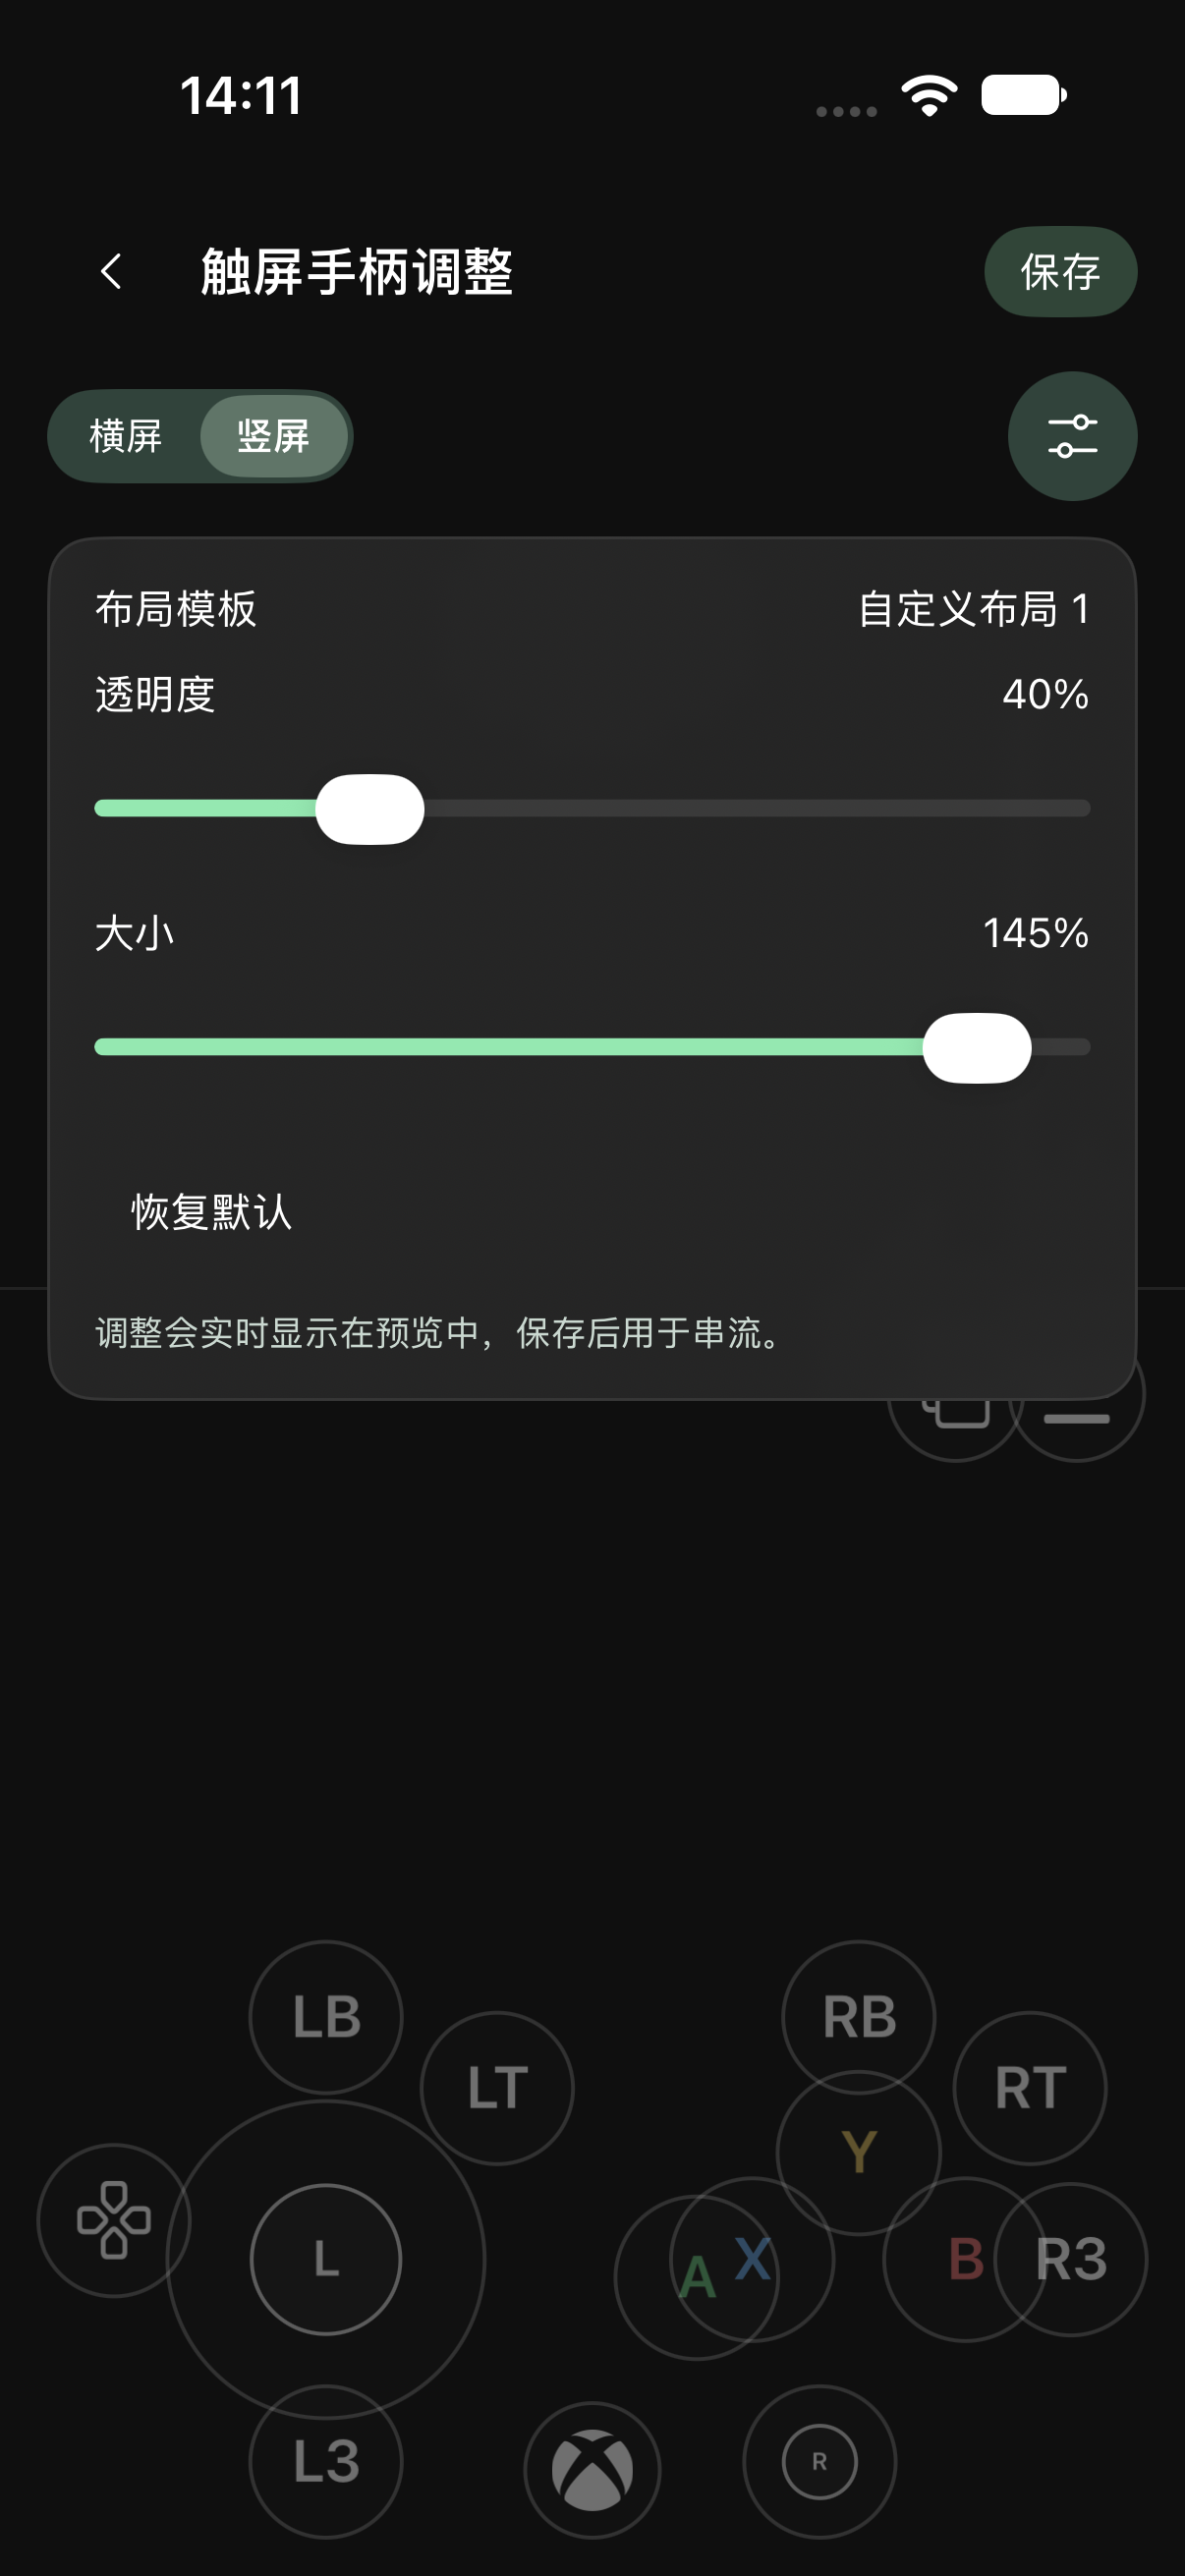 14:11
触屏手柄调整
保存
横屏
竖屏
布局模板
自定义布局 1
透明度
40%
大小
145%
恢复默认
调整会实时显示在预览中，保存后用于串流。
LB
RB
LT
RT
Y
L
A
X
B
R3
L3
R